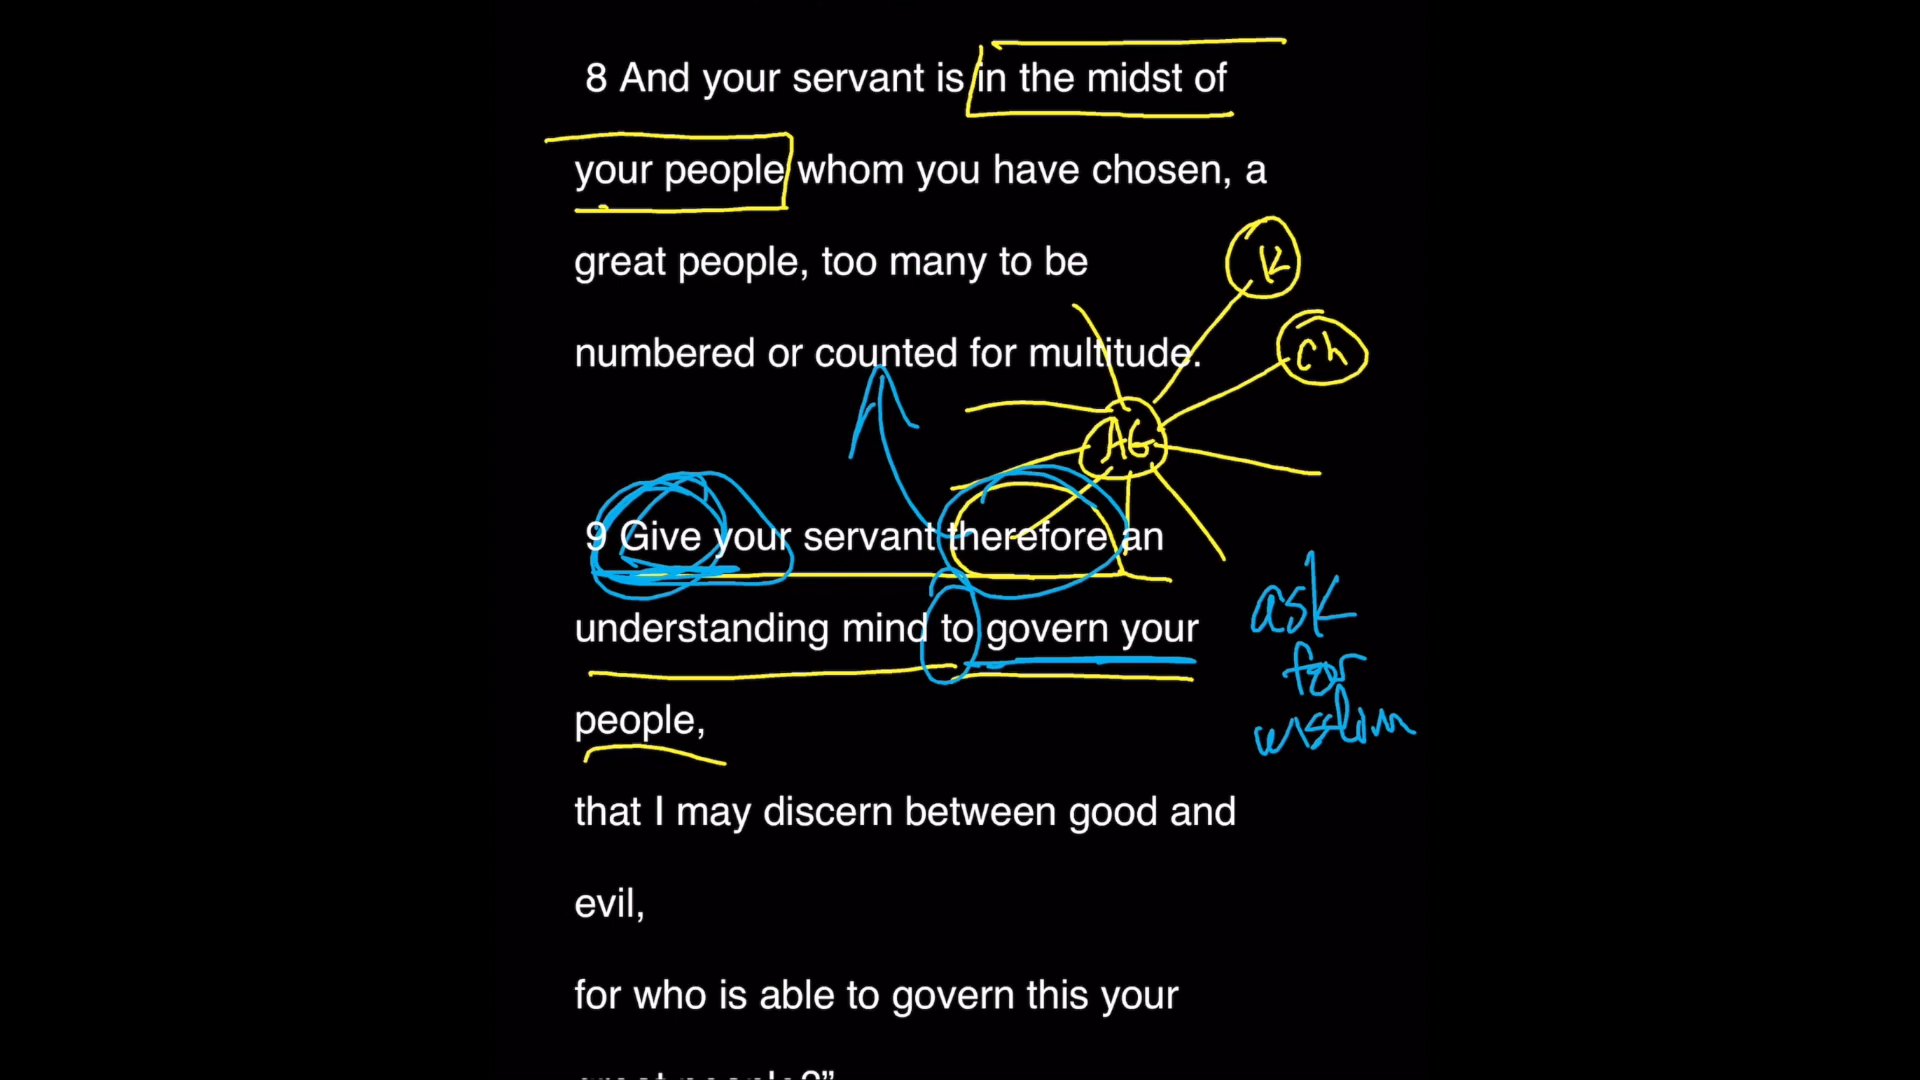 8 And your servant is in the midst of
your people whom you have chosen, a
great people, too many to be
K
numbered or counted for multitude.
Ch
AG
9 Give your servant therefore an
ask
understanding mind to govern your
for
people,
wisdom
that I may discern between good and
evil,
for who is able to govern this your
great people?”